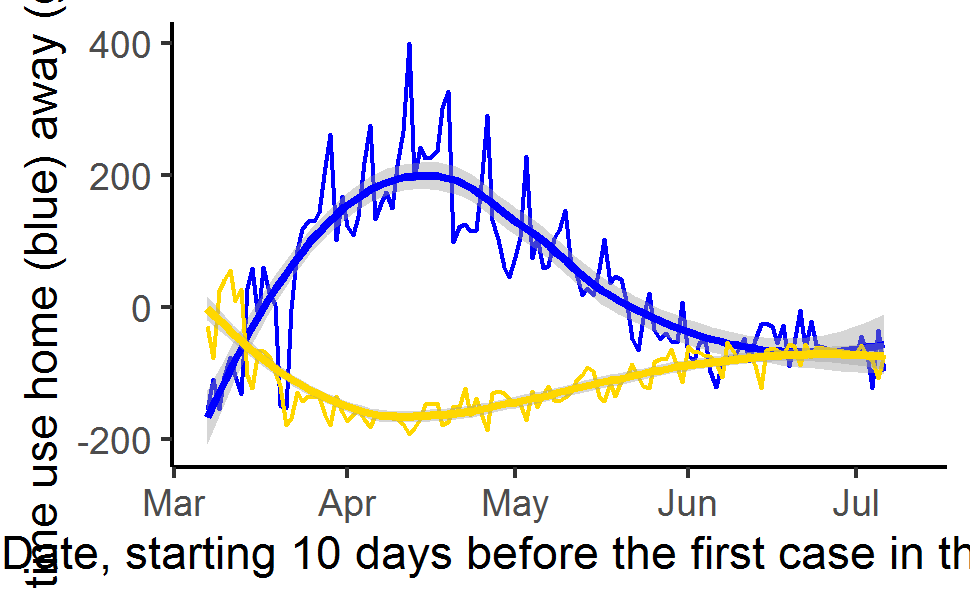 time use home (blue) away (
400
200
0
-200
Mar Apr May Jun Jul
Date, starting 10 days before the first case in th